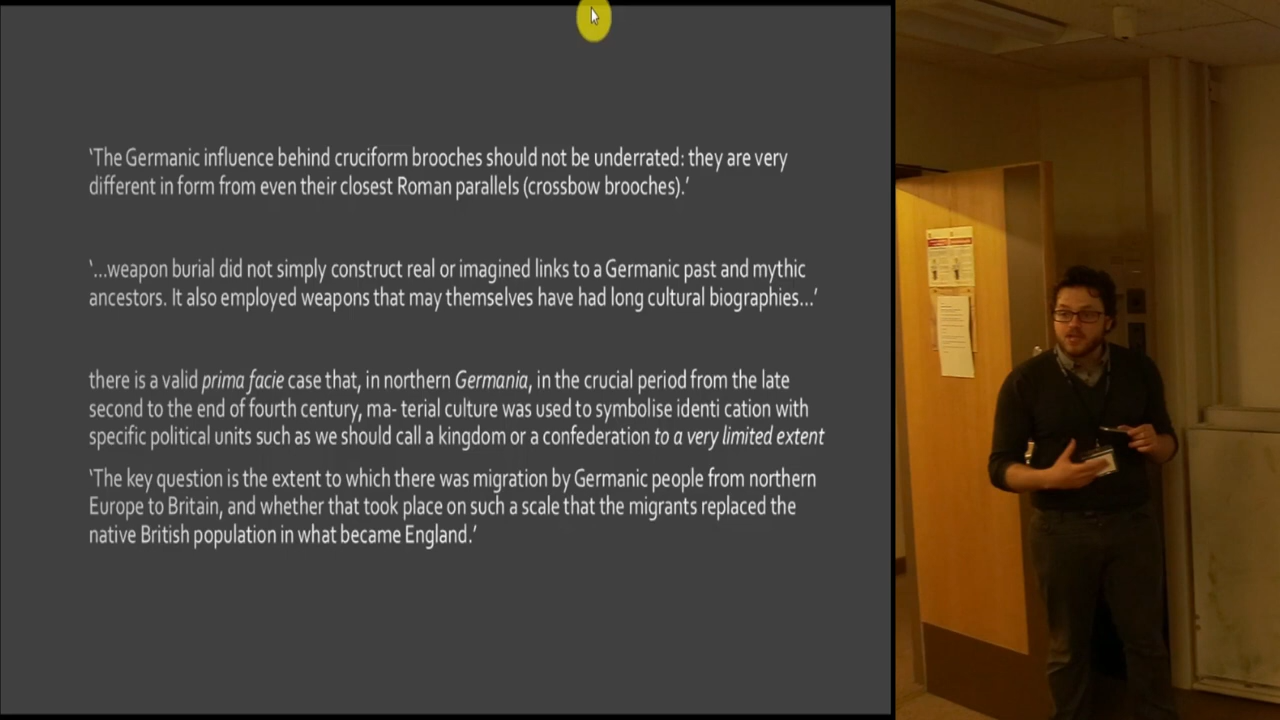 ‘The Germanic influence behind cruciform brooches should not be underrated: they are very
different in form from even their closest Roman parallels (crossbow brooches).’
‘...weapon burial did not simply construct real or imagined links to a Germanic past and mythic
ancestors. It also employed weapons that may themselves have had long cultural biographies...’
there is a valid prima facie case that, in northern Germania, in the crucial period from the late
second to the end of fourth century, ma- terial culture was used to symbolise identi cation with
specific political units such as we should call a kingdom or a confederation to a very limited extent
‘The key question is the extent to which there was migration by Germanic people from northern
Europe to Britain, and whether that took place on such a scale that the migrants replaced the
native British population in what became England.’